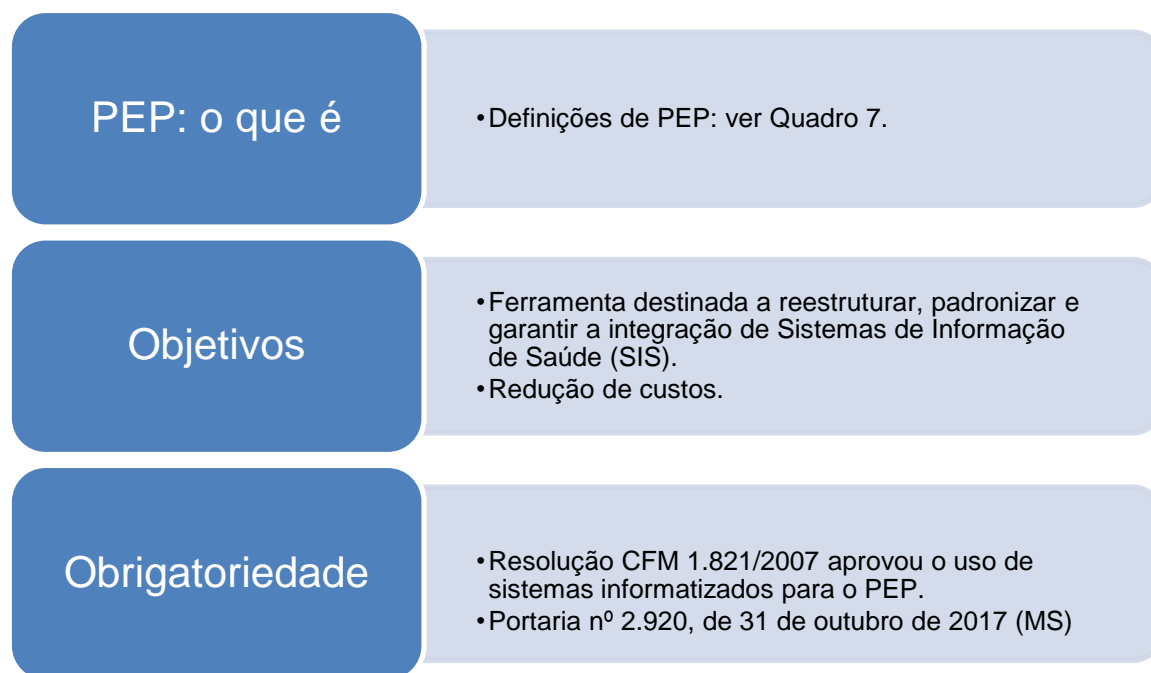 PEP: o que é
•Definições de PEP: ver Quadro 7.
Objetivos
•Ferramenta destinada a reestruturar, padronizar e
garantir a integração de Sistemas de Informação
de Saúde (SIS).
•Redução de custos.
Obrigatoriedade
•Resolução CFM 1.821/2007 aprovou o uso de
sistemas informatizados para o PEP.
•Portaria nº 2.920, de 31 de outubro de 2017 (MS)